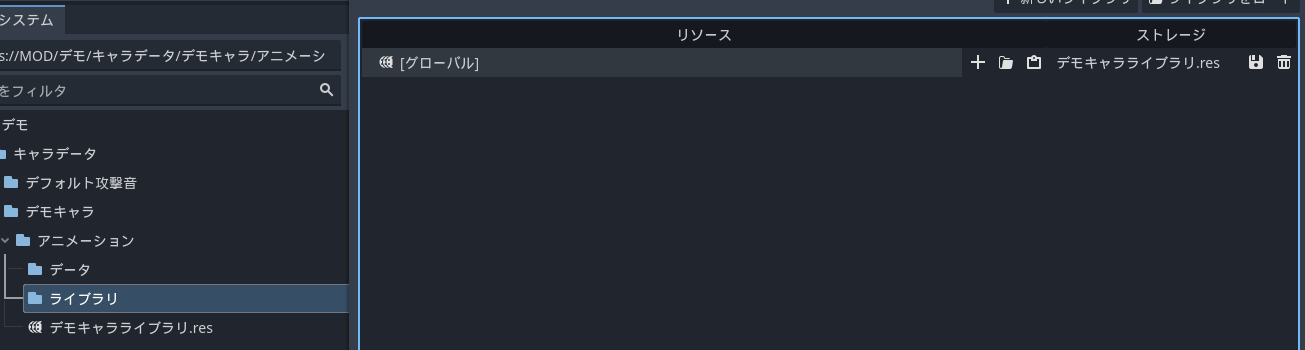 システム
s://MOD/デモ/キャラデータ/デモキャラ/アニメーシ
をフィルタ
デモ
キャラデータ
デフォルト攻撃音
デモキャラ
アニメーション
データ
ライブラリ
デモキャラライブラリ.res
リソース ストレージ
[グローバル] デモキャラライブラリ.res